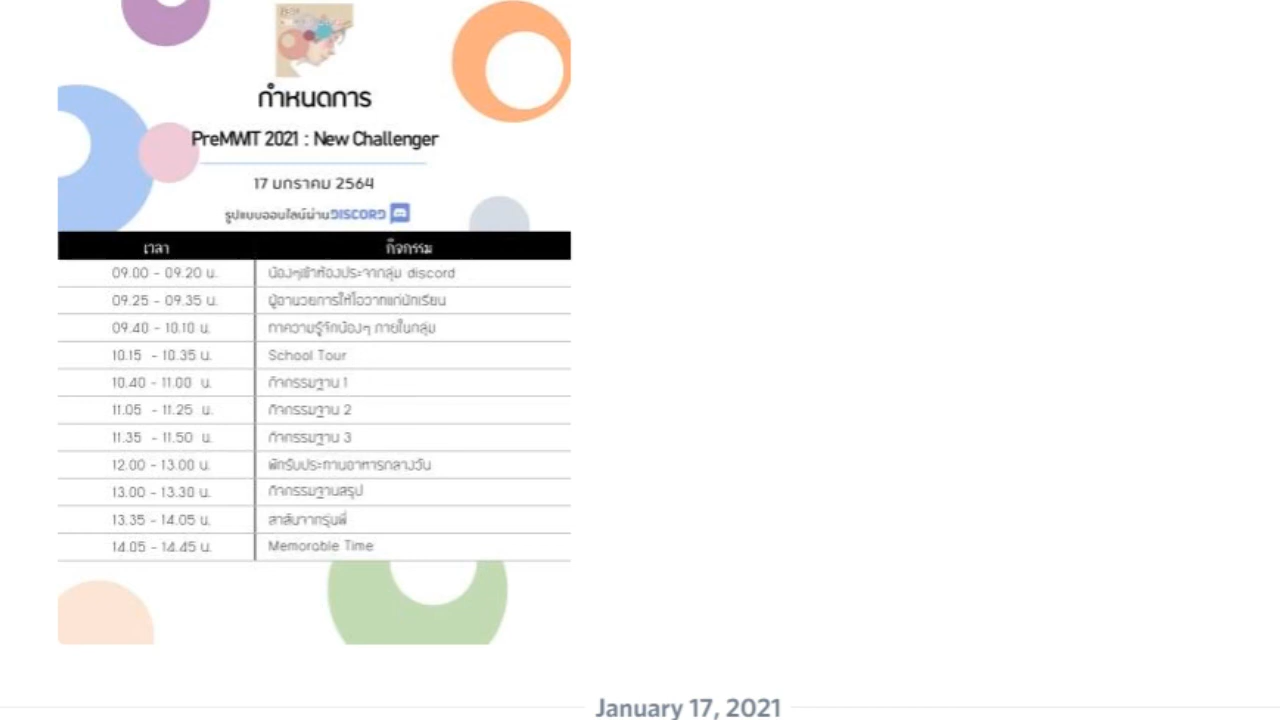 กำหนดการ
PreMWIT 2021 : New Challenger
17 มกราคม 2564
รูปแบบออนไลน์ผ่าน DISCORD
เวลา กิจกรรม
09.00 - 09.20 น. น้องๆเข้าห้องประจำกลุ่ม discord
09.25 - 09.35 น. ผู้อำนวยการให้โอวาทแก่นักเรียน
09.40 - 10.10 น. ทำความรู้จักน้องๆ ภายในกลุ่ม
10.15 - 10.35 น. School Tour
10.40 - 11.00 น. กิจกรรมฐาน 1
11.05 - 11.25 น. กิจกรรมฐาน 2
11.35 - 11.50 น. กิจกรรมฐาน 3
12.00 - 13.00 น. พักรับประทานอาหารกลางวัน
13.00 - 13.30 น. กิจกรรมฐานสรุป
13.35 - 14.05 น. สาส์นจากรุ่นพี่
14.05 - 14.45 น. Memorable Time
January 17, 2021